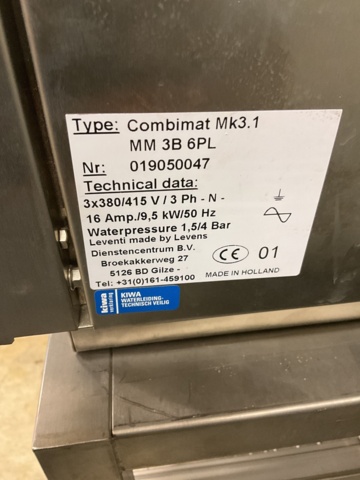 Type: Combimat Mk3.1
MM 3B 6PL
Nr: 019050047
Technical data:
3x380/415 V / 3 Ph - N -
16 Amp./9,5 kW/50 Hz
Waterpressure 1,5/4 Bar
Leventi made by Levens
Dienstencentrum B.V.
Broekakkerweg 27
5126 BD Gilze -
Tel: +31(0)161-459100
CE 01
MADE IN HOLLAND
kiwa
KIWA
WATERLEIDING-
TECHNISCH VEILIG